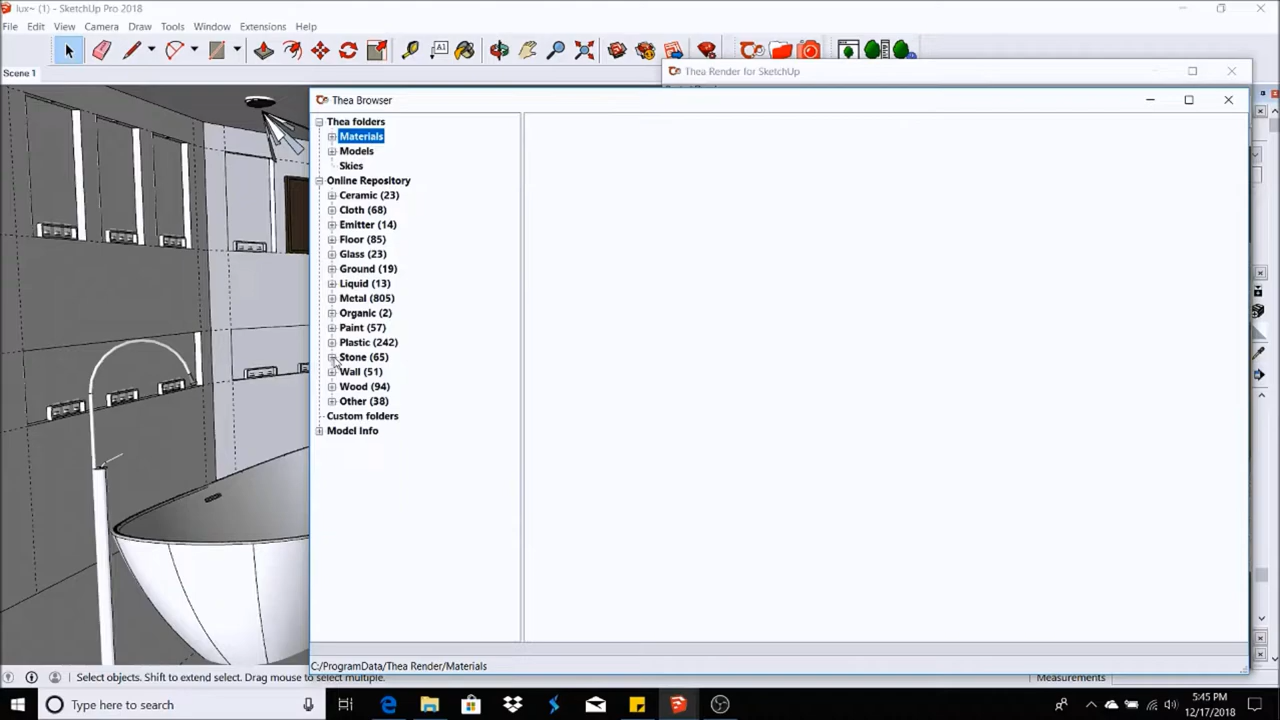 lux~ (1) - SketchUp Pro 2018
File Edit View Camera Draw Tools Window Extensions Help
Scene 1
Thea Render for SketchUp
Thea Browser
Thea folders
Materials
Models
Skies
Online Repository
Ceramic (23)
Cloth (68)
Emitter (14)
Floor (85)
Glass (23)
Ground (19)
Liquid (13)
Metal (805)
Organic (2)
Paint (57)
Plastic (242)
Stone (65)
Wall (51)
Wood (94)
Other (38)
Custom folders
Model Info
C:/ProgramData/Thea Render/Materials
Select objects. Shift to extend select. Drag mouse to select multiple.
Measurements
Type here to search
5:45 PM
12/17/2018